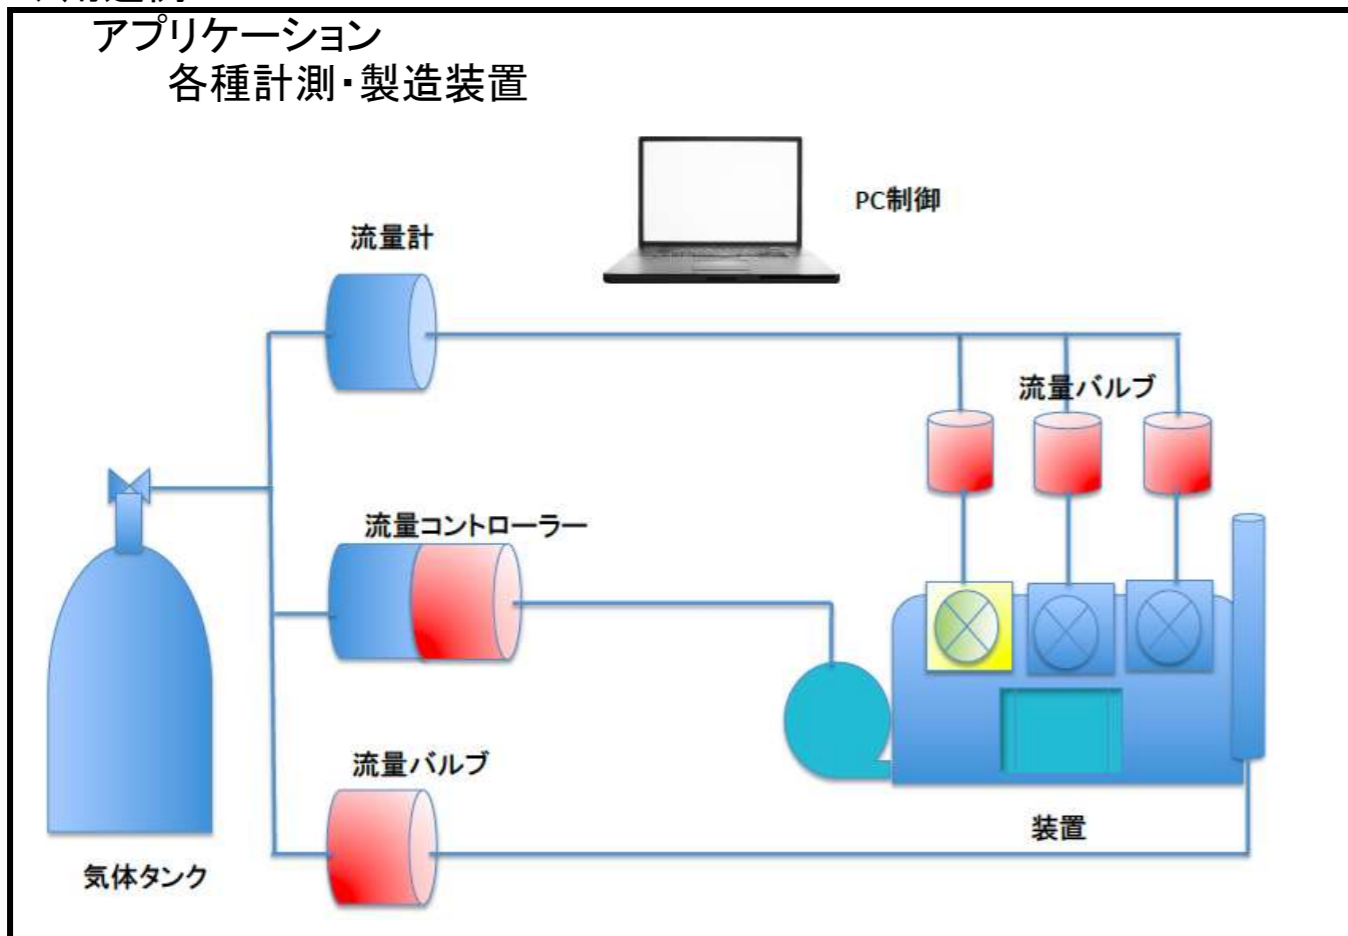 アプリケーション
各種計測・製造装置
PC制御
流量計
流量バルブ
流量コントローラー
流量バルブ
装置
気体タンク